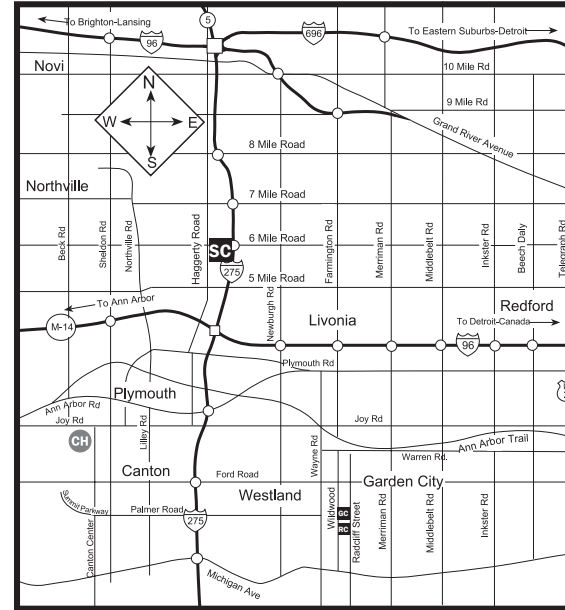 To Brighton-Lansing
5
96
696
To Eastern Suburbs-Detroit
Novi
10 Mile Rd
9 Mile Rd
Grand River Avenue
N
W
E
S
8 Mile Road
Northville
7 Mile Road
Beck Rd
Sheldon Rd
Northville Rd
Haggerty Road
SC
6 Mile Road
275
5 Mile Road
Newburgh Rd
Farmington Rd
Merriman Rd
Middlebelt Rd
Inkster Rd
Beech Daly
Telegraph Rd
To Ann Arbor
M-14
Livonia
Redford
To Detroit-Canada
96
Plymouth Rd
Plymouth
Ann Arbor Rd
Joy Rd
Lilley Rd
Joy Rd
Ann Arbor Trail
Warren Rd.
CH
Canton
Ford Road
Wayne Rd
Garden City
Westland
Summit Parkway
Palmer Road
275
Canton Center
Wildwood
GC
RC
Radcliff Street
Merriman Rd
Middlebelt Rd
Inkster Rd
Michigan Ave